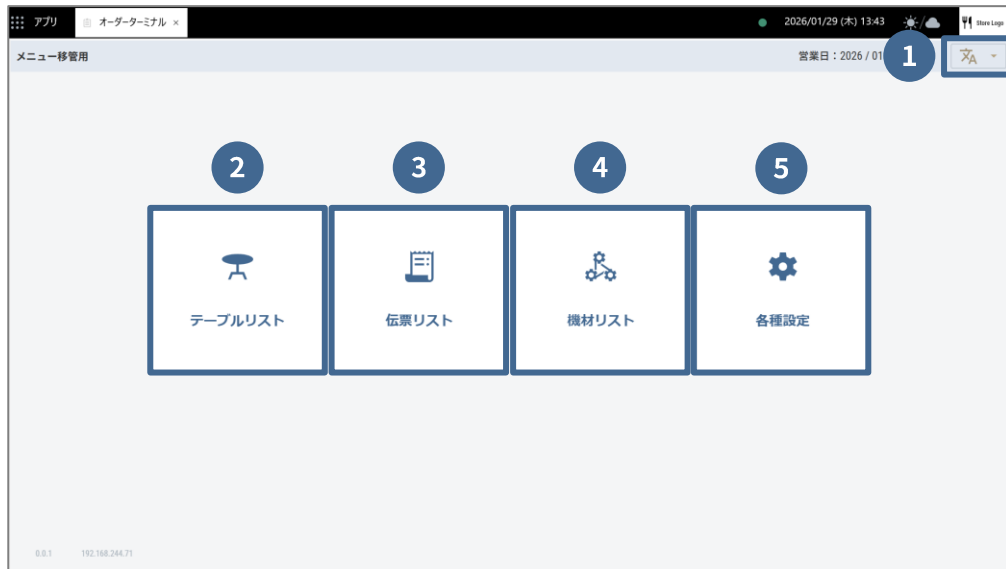 アプリ
オーダーターミナル ×
2026/01/29 (木) 13:43
Store Logo
メニュー移管用
営業日：2026 / 01
1
2
3
4
5
テーブルリスト
伝票リスト
機材リスト
各種設定
0.0.1
192.168.244.71